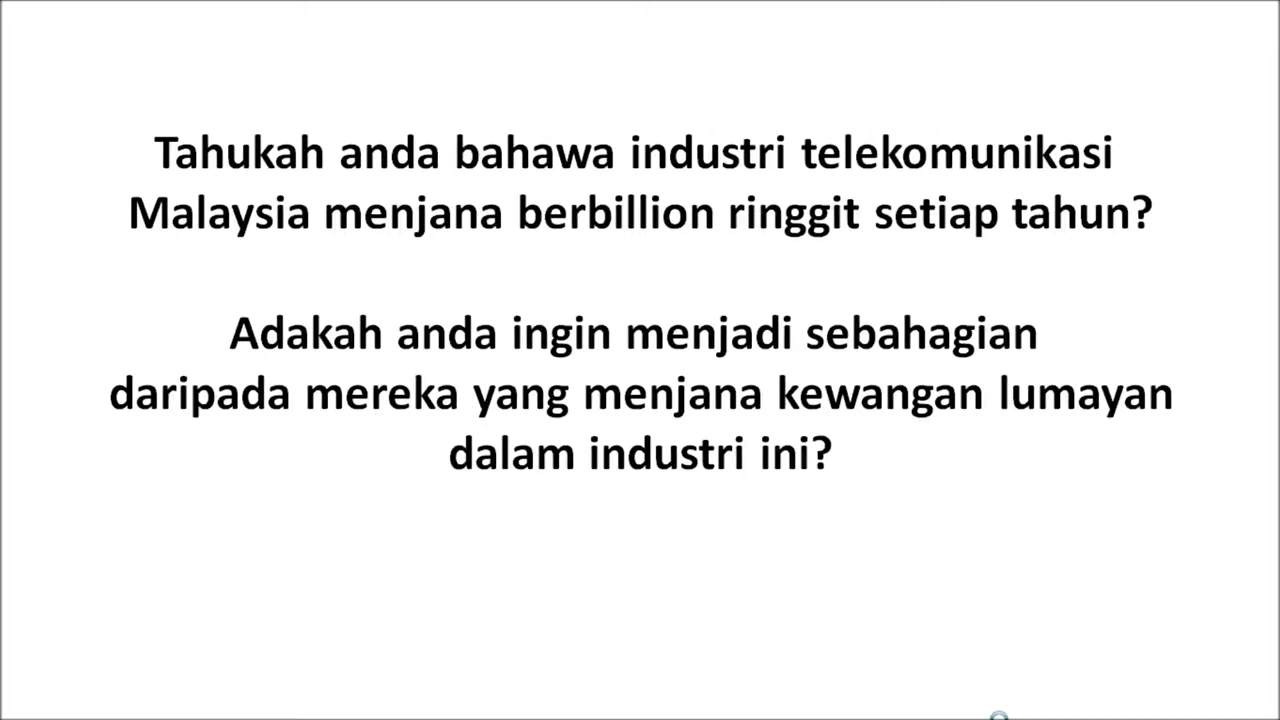 Tahukah anda bahawa industri telekomunikasi
Malaysia menjana berbillion ringgit setiap tahun?
Adakah anda ingin menjadi sebahagian
daripada mereka yang menjana kewangan lumayan
dalam industri ini?